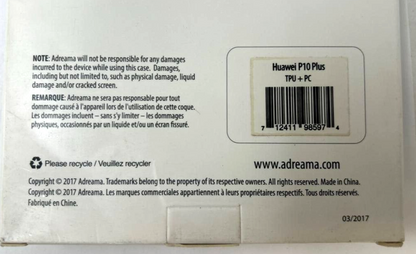 NOTE: Adreama will not be responsible for any damages
incurred to the device while using this case. Damages,
including but not limited to, such as physical damage, liquid
damage and/or cracked screen.
REMARQUE: Adreama ne sera pas responsable pour tout
dommage causé à l'appareil lors de l'utilisation de cette coque.
Les dommages incluent – sans s'y limiter – les dommages
physiques, occasionnés par un liquide et/ou un écran fissuré.
Huawei P10 Plus
TPU + PC
7 12411 98597 4
Please recycle / Veuillez recycler
www.adreama.com
Copyright © 2017 Adreama. Trademarks belong to the property of its respective owners. All rights reserved. Made in China.
Copyright © 2017 Adreama. Les marques commerciales appartiennent à leurs propriétaires respectifs. Tous droits réservés.
Fabriqué en Chine.
03/2017